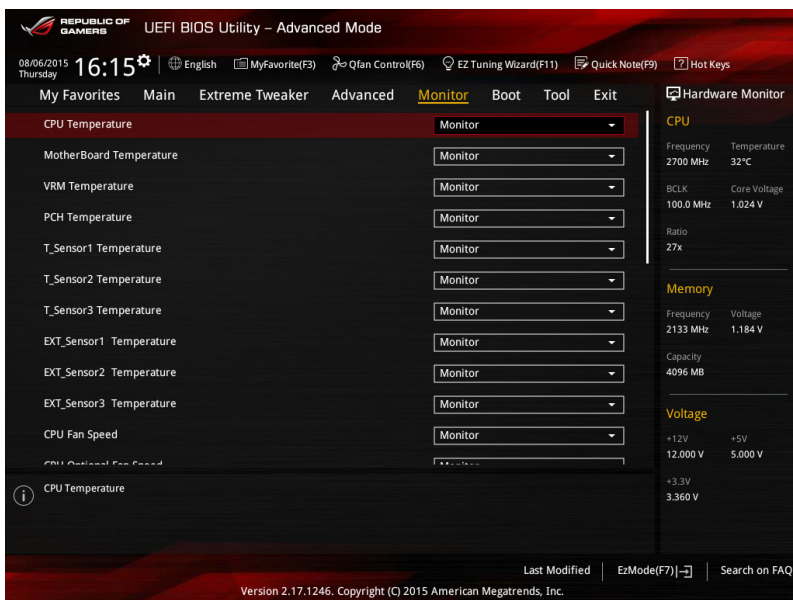 REPUBLIC OF GAMERS
UEFI BIOS Utility – Advanced Mode
08/06/2015 Thursday 16:15
English MyFavorite(F3) Qfan Control(F6) EZ Tuning Wizard(F11) Quick Note(F9) ? Hot Keys
My Favorites Main Extreme Tweaker Advanced Monitor Boot Tool Exit
CPU Temperature Monitor
MotherBoard Temperature Monitor
VRM Temperature Monitor
PCH Temperature Monitor
T_Sensor1 Temperature Monitor
T_Sensor2 Temperature Monitor
T_Sensor3 Temperature Monitor
EXT_Sensor1 Temperature Monitor
EXT_Sensor2 Temperature Monitor
EXT_Sensor3 Temperature Monitor
CPU Fan Speed Monitor
CPU Optional Fan Speed Monitor
i CPU Temperature
Hardware Monitor
CPU
Frequency Temperature
2700 MHz 32°C
BCLK Core Voltage
100.0 MHz 1.024 V
Ratio
27x
Memory
Frequency Voltage
2133 MHz 1.184 V
Capacity
4096 MB
Voltage
+12V +5V
12.000 V 5.000 V
+3.3V
3.360 V
Last Modified EzMode(F7) Search on FAQ
Version 2.17.1246. Copyright (C) 2015 American Megatrends, Inc.